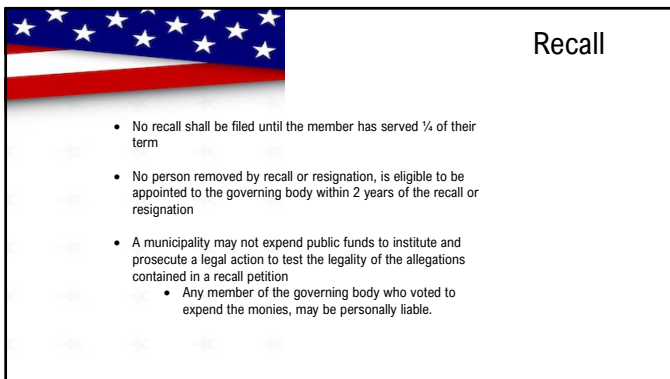 Recall
• No recall shall be filed until the member has served ¼ of their
term
• No person removed by recall or resignation, is eligible to be
appointed to the governing body within 2 years of the recall or
resignation
• A municipality may not expend public funds to institute and
prosecute a legal action to test the legality of the allegations
contained in a recall petition
• Any member of the governing body who voted to
expend the monies, may be personally liable.